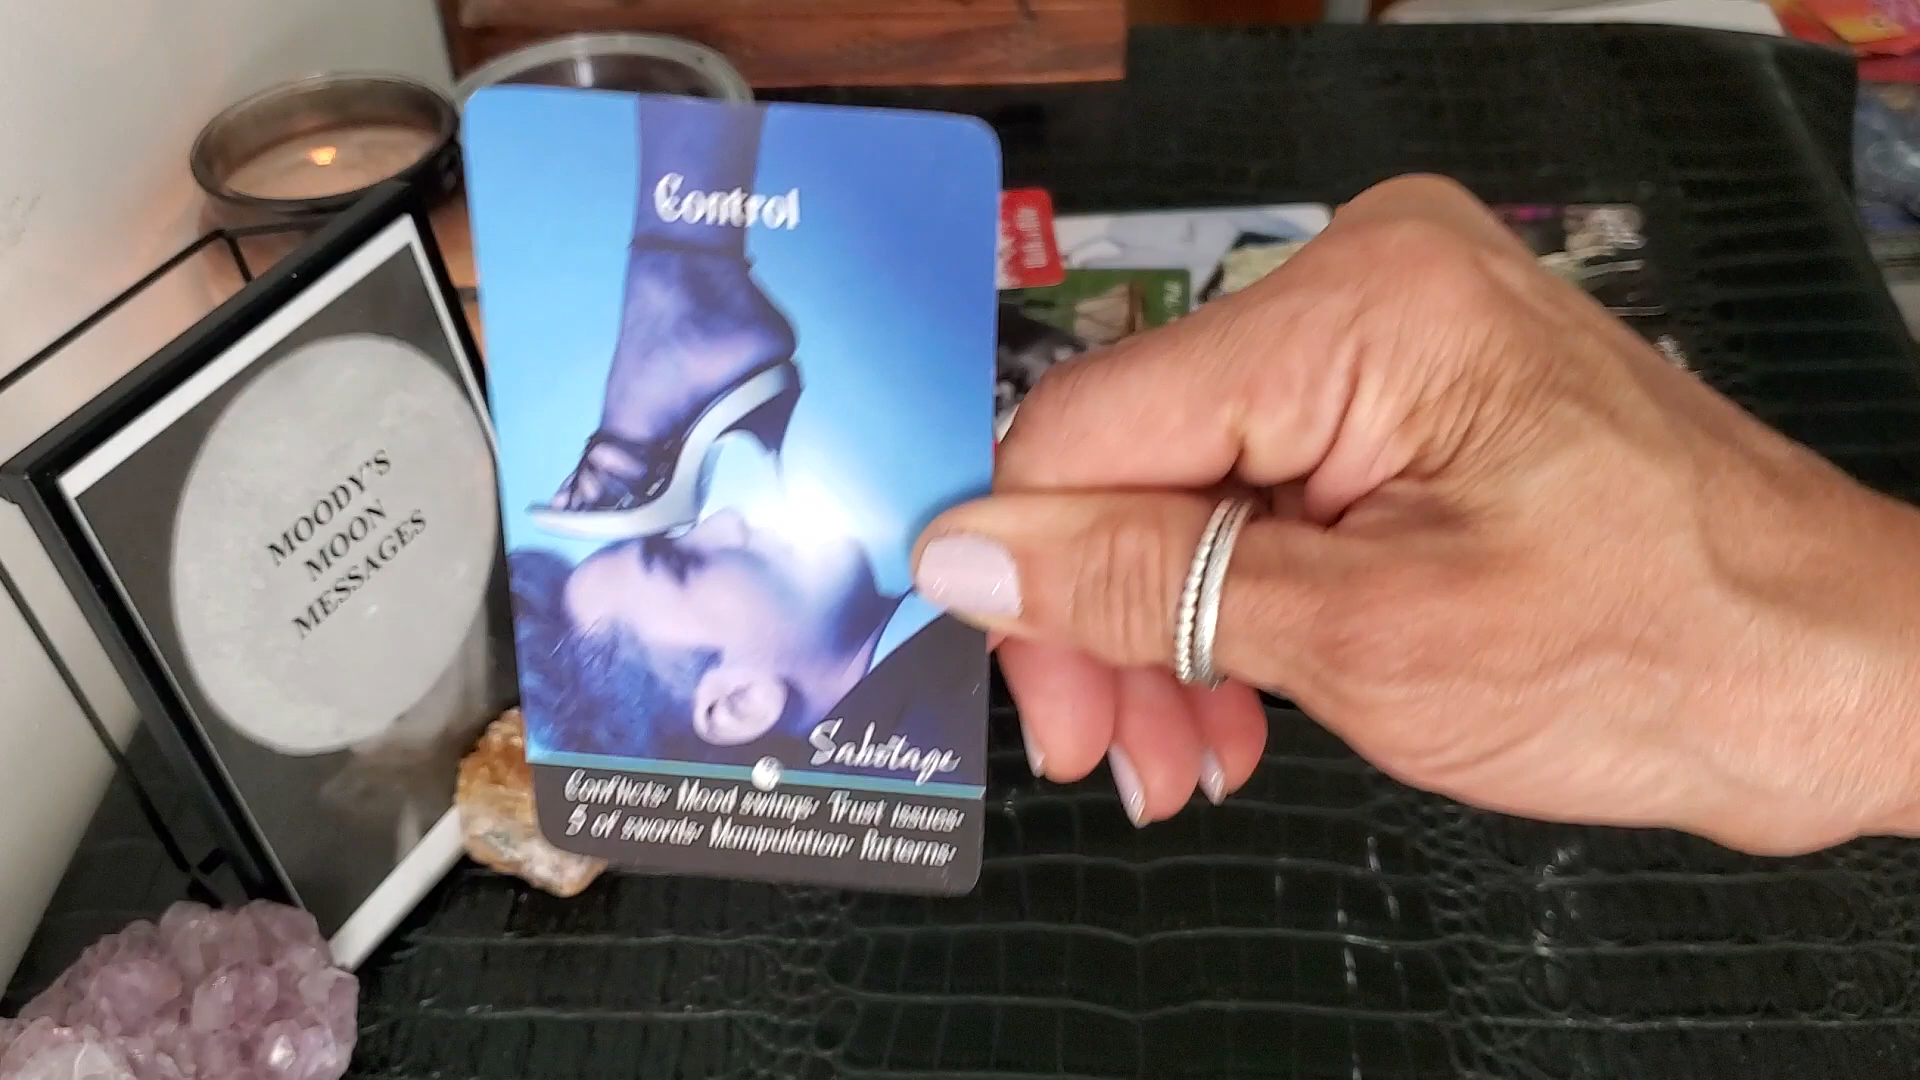 Control
MOODY'S
MOON
MESSAGES
Sabotage
Conflicts, Mood swings, Trust issues,
5 of swords, Manipulation, Patterns,